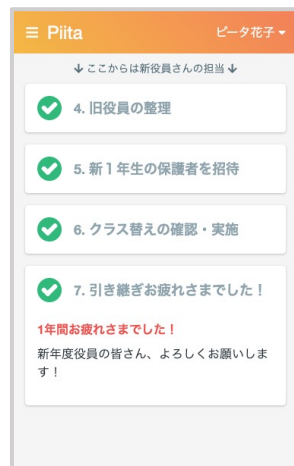 ≡ Piita ピータ花子▼
↓ここからは新役員さんの担当↓
4. 旧役員の整理
5. 新１年生の保護者を招待
6. クラス替えの確認・実施
7. 引き継ぎお疲れさまでした！
1年間お疲れさまでした！
新年度役員の皆さん、よろしくお願いしま
す！